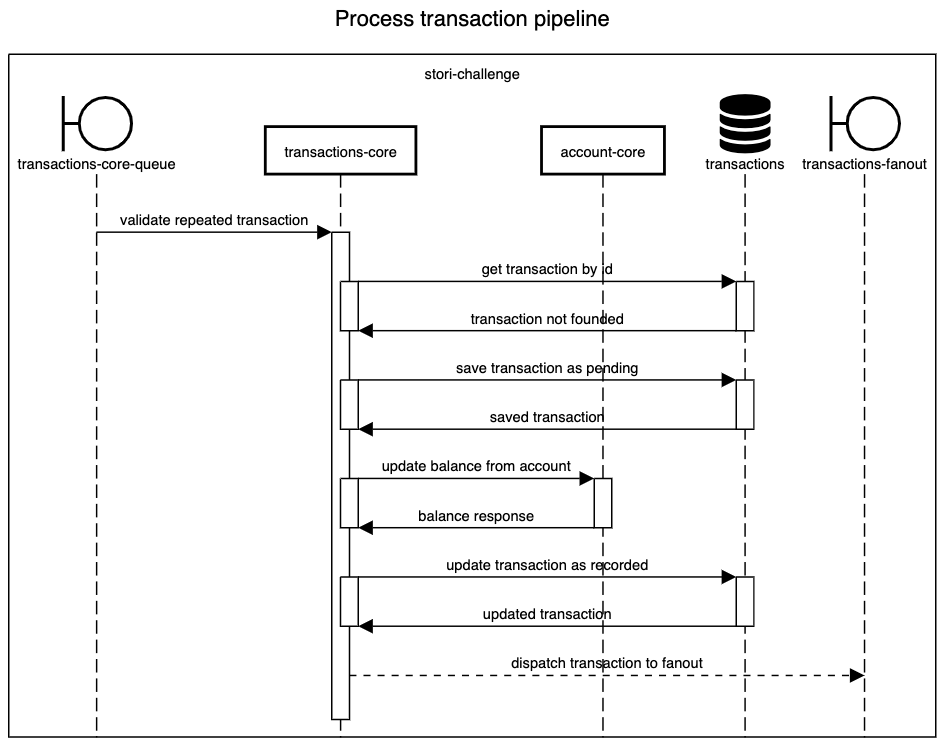 Process transaction pipeline
stori-challenge
transactions-core-queue
transactions-core
account-core
transactions
transactions-fanout
validate repeated transaction
get transaction by id
transaction not founded
save transaction as pending
saved transaction
update balance from account
balance response
update transaction as recorded
updated transaction
dispatch transaction to fanout